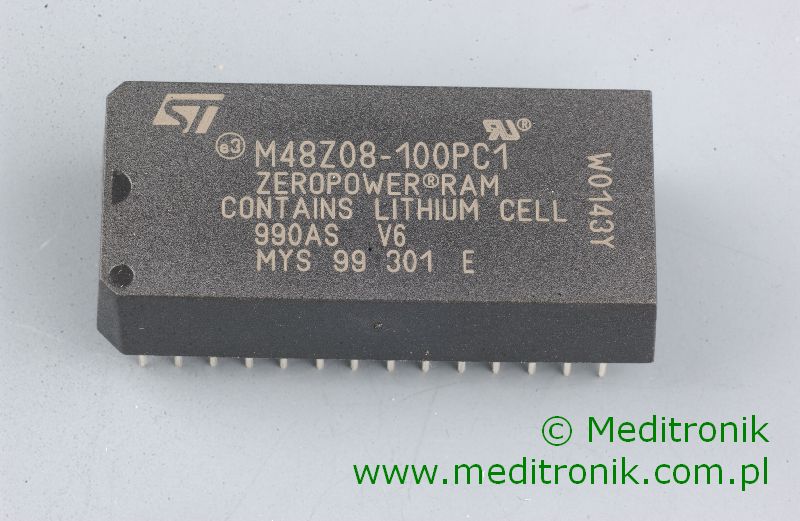 ST
e3 M48Z08-100PC1
ZEROPOWER®RAM
CONTAINS LITHIUM CELL
990AS V6
MYS 99 301 E
RU®
W0143Y
© Meditronik
www.meditronik.com.pl